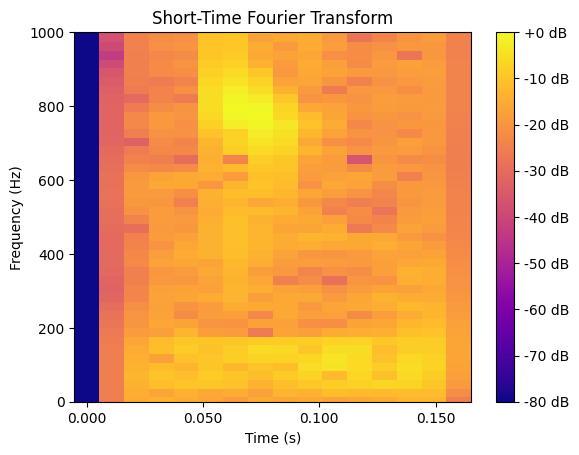 Short-Time Fourier Transform
Frequency (Hz)
1000
800
600
400
200
0
0.000
0.050
0.100
0.150
Time (s)
+0 dB
-10 dB
-20 dB
-30 dB
-40 dB
-50 dB
-60 dB
-70 dB
-80 dB